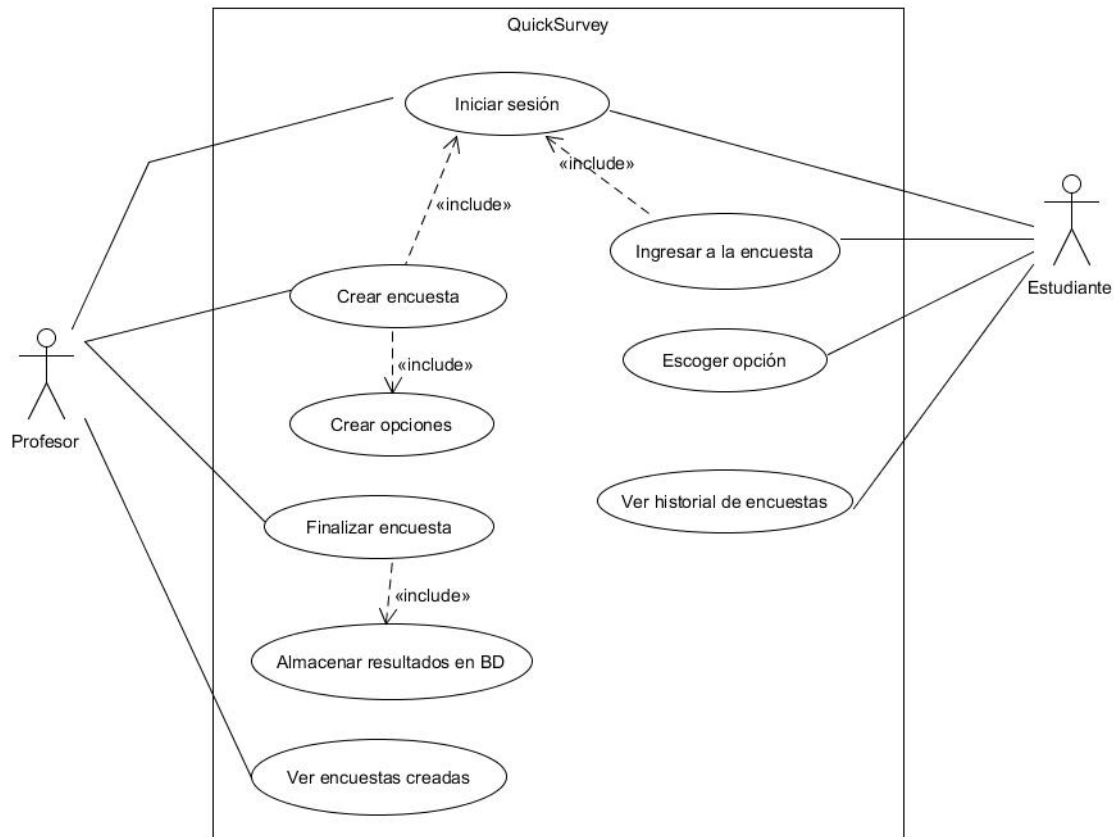 QuickSurvey
Iniciar sesión
«include»
«include»
Ingresar a la encuesta
Crear encuesta
Estudiante
«include»
Escoger opción
Profesor
Crear opciones
Ver historial de encuestas
Finalizar encuesta
«include»
Almacenar resultados en BD
Ver encuestas creadas